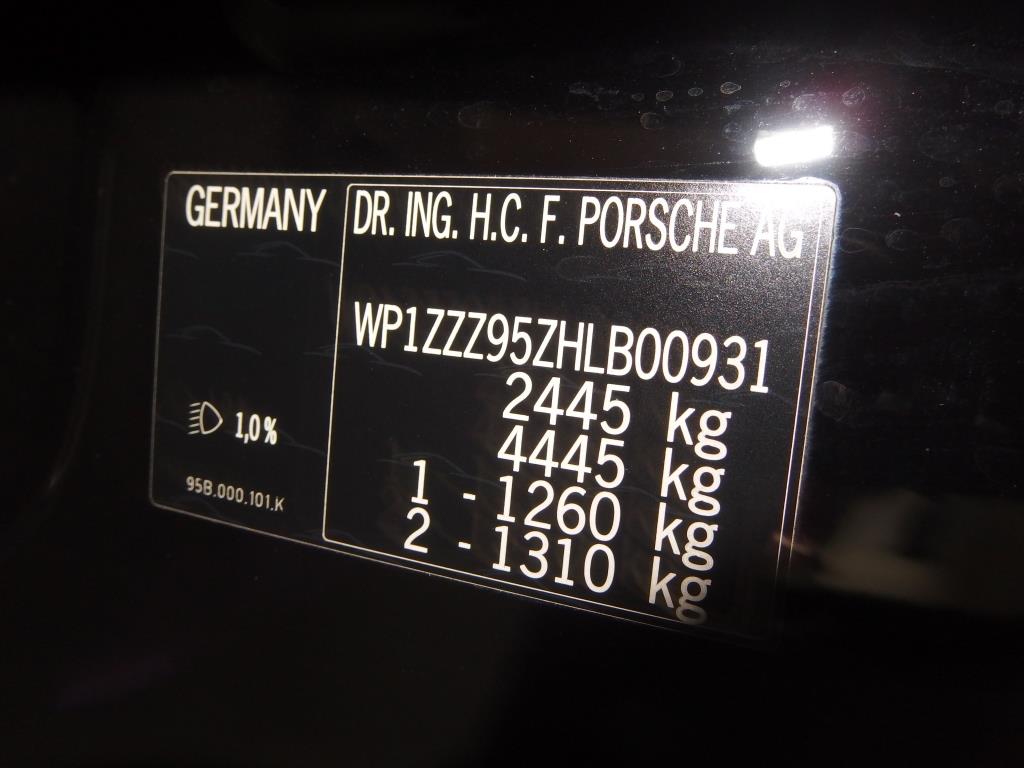 GERMANY
DR. ING. H.C. F. PORSCHE AG
WP1ZZZ95ZHLB00931
2445 kg
4445 kg
1 - 1260 kg
2 - 1310 kg
1,0%
95B.000.101.K